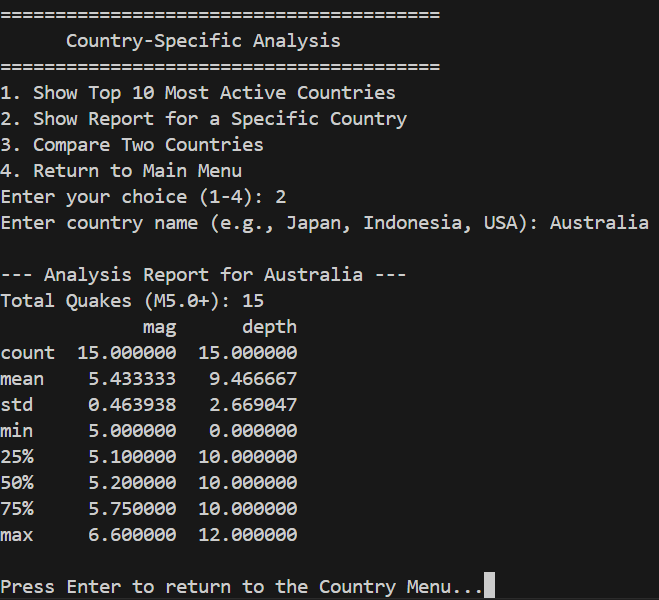 ========================================
      Country-Specific Analysis
========================================
1. Show Top 10 Most Active Countries
2. Show Report for a Specific Country
3. Compare Two Countries
4. Return to Main Menu
Enter your choice (1-4): 2
Enter country name (e.g., Japan, Indonesia, USA): Australia

--- Analysis Report for Australia ---
Total Quakes (M5.0+): 15
             mag      depth
count  15.000000  15.000000
mean    5.433333   9.466667
std     0.463938   2.669047
min     5.000000   0.000000
25%     5.100000  10.000000
50%     5.200000  10.000000
75%     5.750000  10.000000
max     6.600000  12.000000

Press Enter to return to the Country Menu...